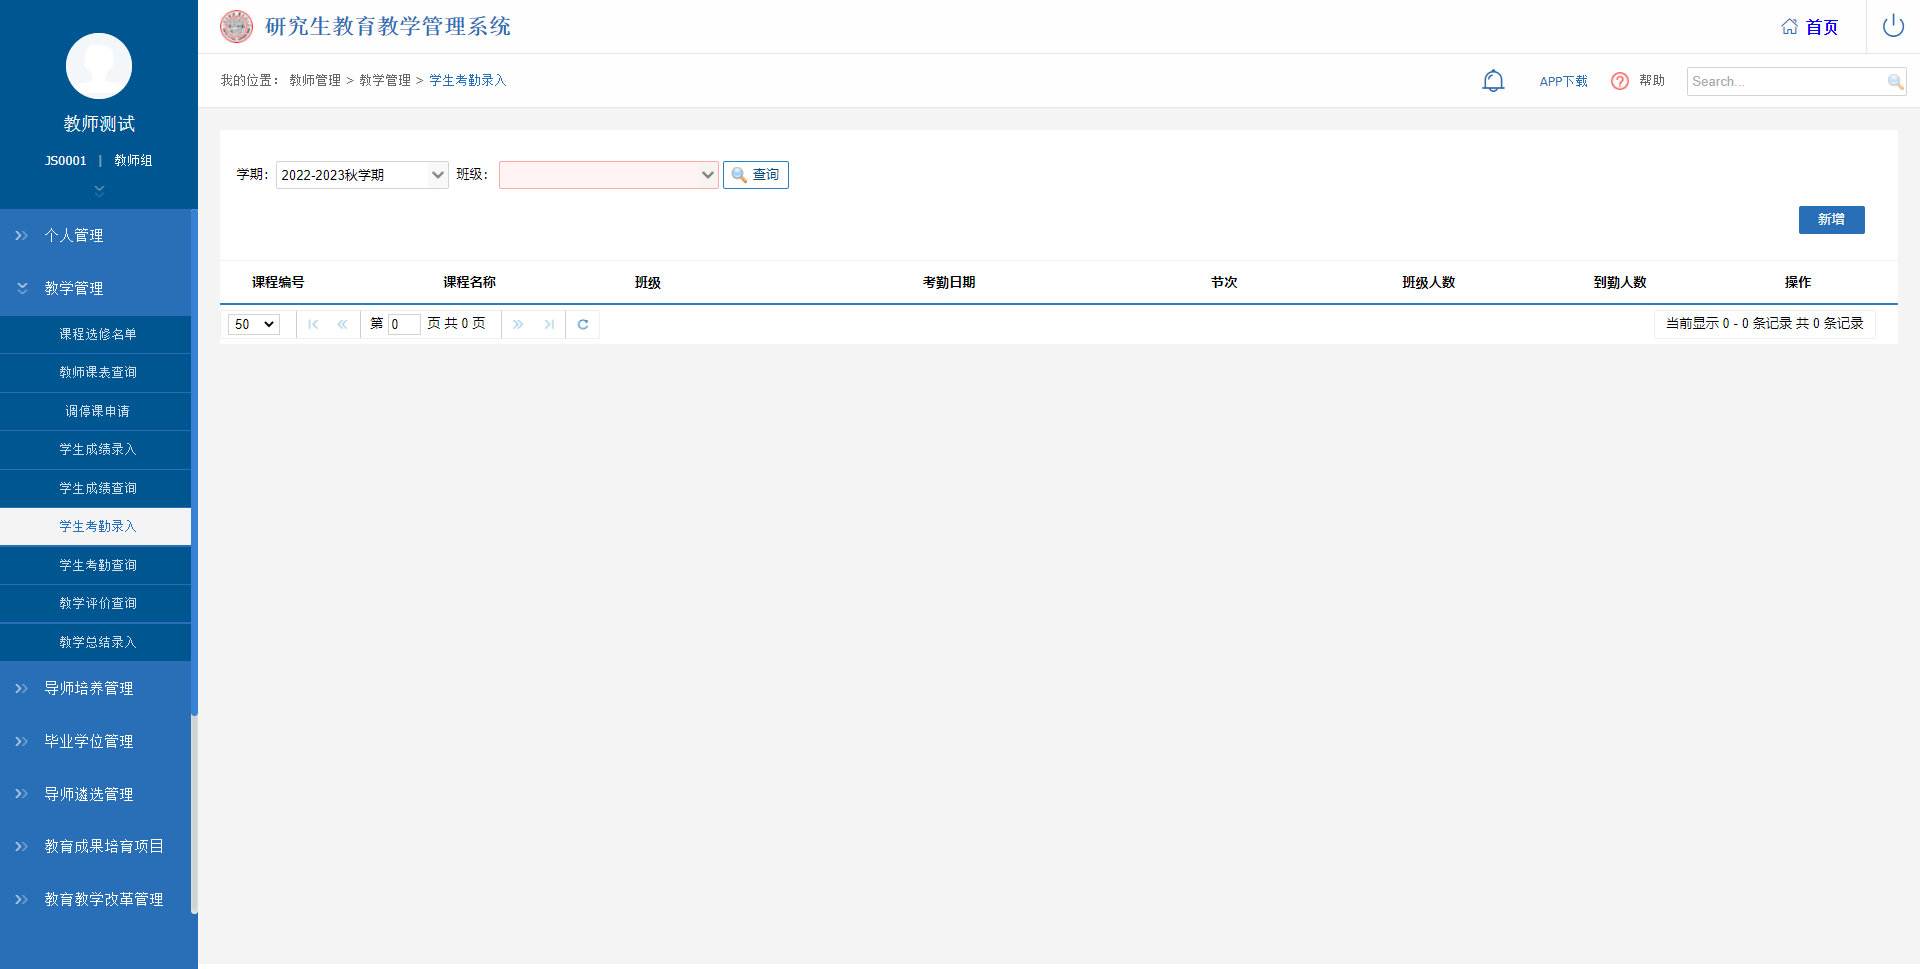 研究生教育教学管理系统
首页
我的位置： 教师管理 > 教学管理 > 学生考勤录入
APP下载
帮助
Search...
教师测试
JS0001 | 教师组
个人管理
教学管理
课程选修名单
教师课表查询
调停课申请
学生成绩录入
学生成绩查询
学生考勤录入
学生考勤查询
教学评价查询
教学总结录入
导师培养管理
毕业学位管理
导师遴选管理
教育成果培育项目
教育教学改革管理
学期： 2022-2023秋学期 班级： 查询
新增
课程编号 课程名称 班级 考勤日期 节次 班级人数 到勤人数 操作
50 第 0 页 共 0 页
当前显示 0 - 0 条记录 共 0 条记录